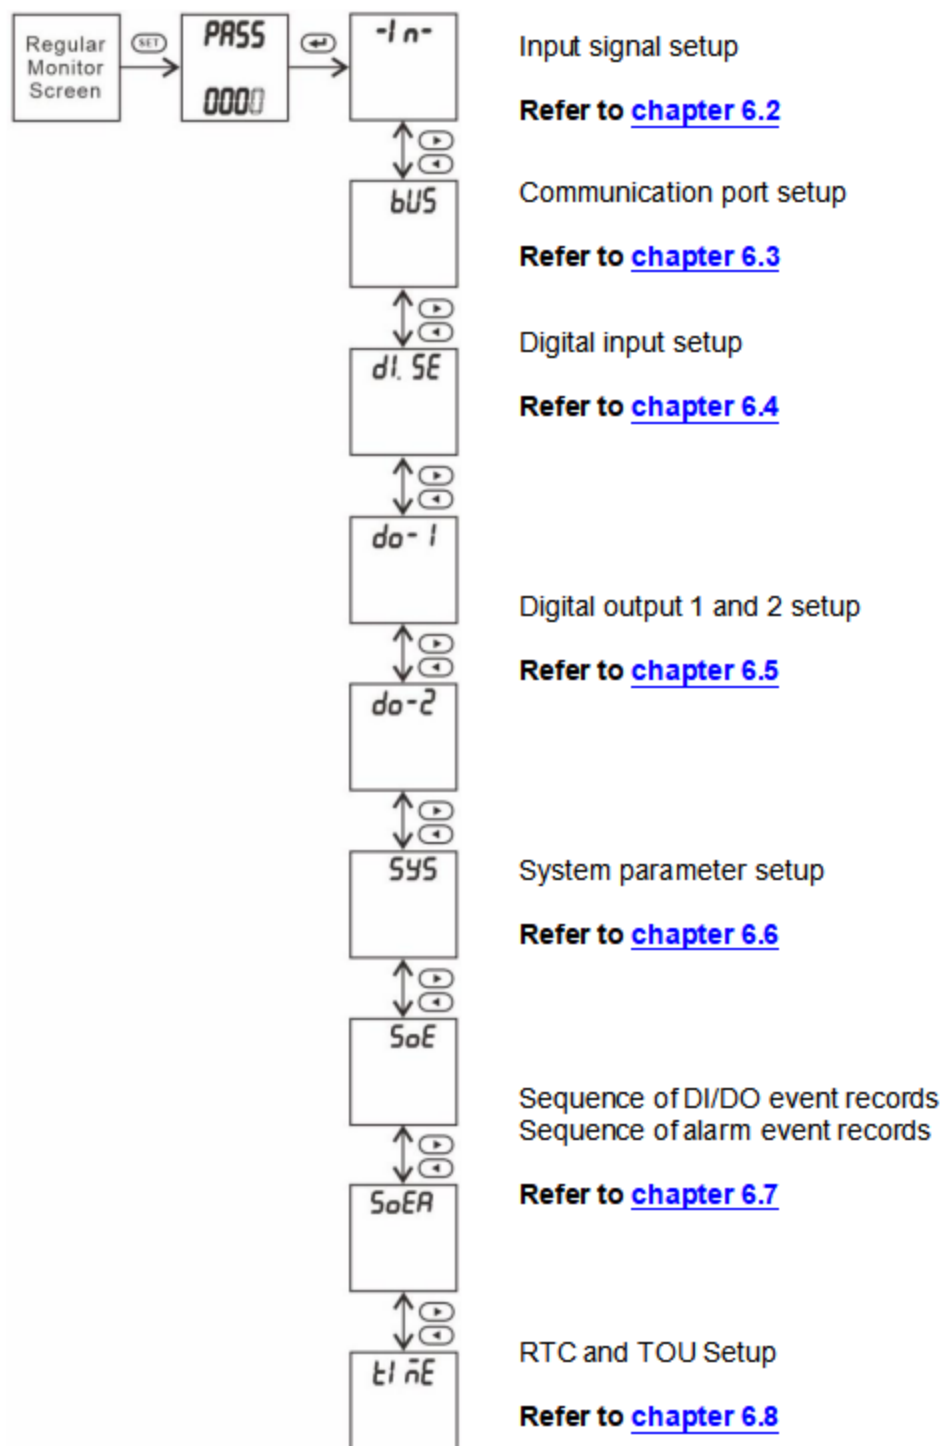 Regular
Monitor
Screen
SET
PASS
0000
-In-
Input signal setup
Refer to chapter 6.2
bUS
Communication port setup
Refer to chapter 6.3
dI. SE
Digital input setup
Refer to chapter 6.4
do-1
Digital output 1 and 2 setup
Refer to chapter 6.5
do-2
SYS
System parameter setup
Refer to chapter 6.6
SoE
Sequence of DI/DO event records
Sequence of alarm event records
Refer to chapter 6.7
SoEA
tImE
RTC and TOU Setup
Refer to chapter 6.8